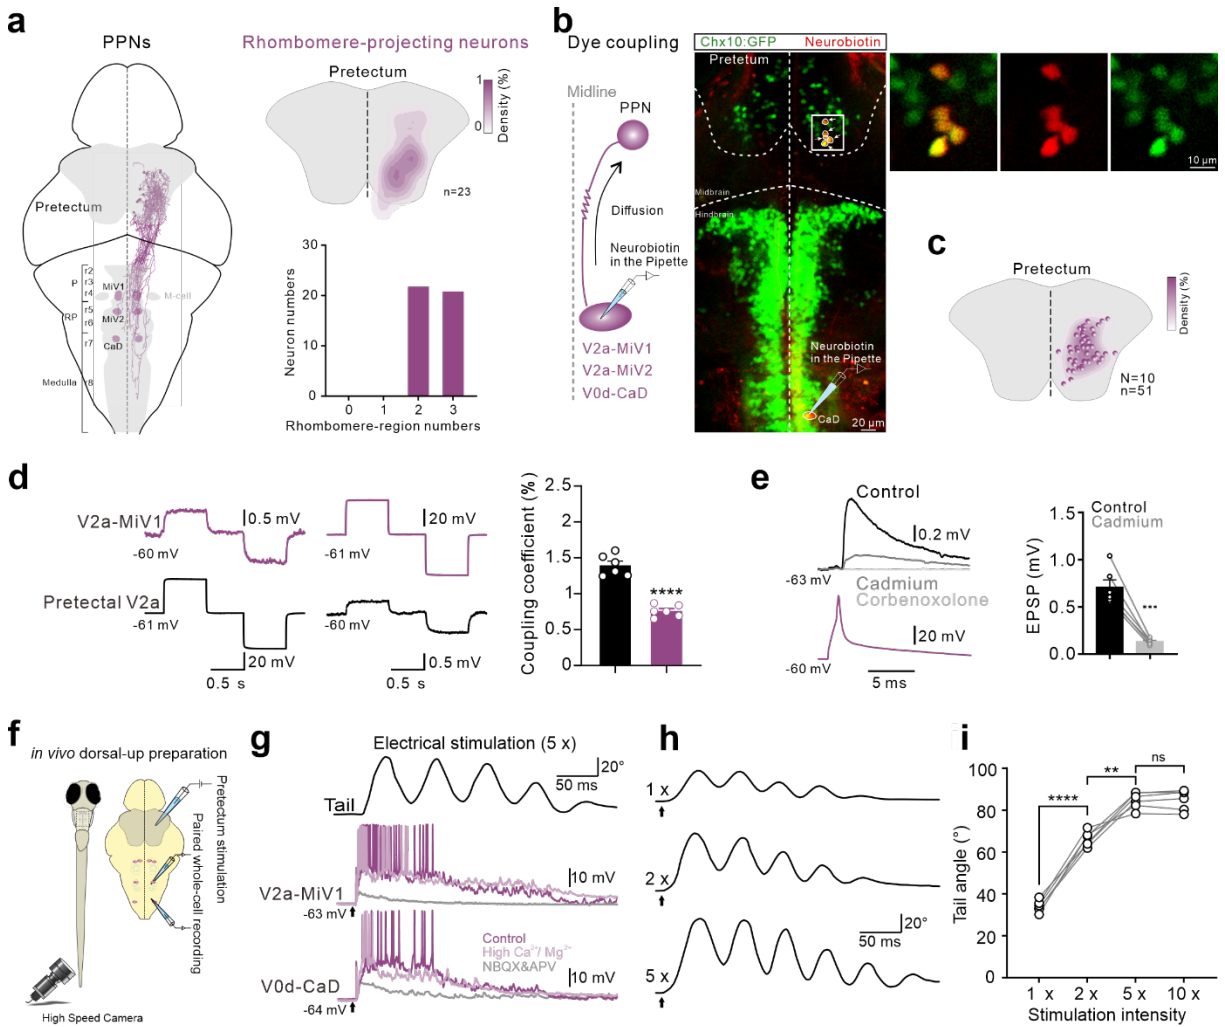 a
PPNs
Pretectum
P
RP
Medulla
r2
r3
r4
r5
r6
r7
r8
MiV1
MiV2
CaD
M-cell
Rhombomere-projecting neurons
Pretectum
1
0
Density (%)
n=23
30
20
10
0
Neuron numbers
0 1 2 3
Rhombomere-region numbers
b
Dye coupling
Midline
PPN
Diffusion
Neurobiotin
in the Pipette
V2a-MiV1
V2a-MiV2
V0d-CaD
Chx10:GFP Neurobiotin
Pretetum
Midbrain
Hindbrain
Neurobiotin
in the Pipette
CaD
20 µm
10 µm
c
Pretectum
Density (%)
N=10
n=51
d
V2a-MiV1
0.5 mV
20 mV
-60 mV
-61 mV
Pretectal V2a
-61 mV
-60 mV
20 mV
0.5 mV
0.5 s
0.5 s
Coupling coefficient (%)
2.5
2
1.5
1
0.5
0
****
e
Control
0.2 mV
-63 mV
Cadmium
Corbenoxolone
20 mV
-60 mV
5 ms
Control
Cadmium
EPSP (mV)
1.5
1.0
0.5
0.0
***
f
in vivo dorsal-up preparation
Pretectum stimulation
Paired whole-cell recording
High Speed Camera
g
Electrical stimulation (5 x)
20°
50 ms
Tail
V2a-MiV1
10 mV
-63 mV
Control
High Ca²⁺/ Mg²⁺
NBQX&APV
V0d-CaD
10 mV
-64 mV
h
1 x
2 x
5 x
20°
50 ms
i
Tail angle (°)
100
80
60
40
20
0
****
**
ns
1 x 2 x 5 x 10 x
Stimulation intensity